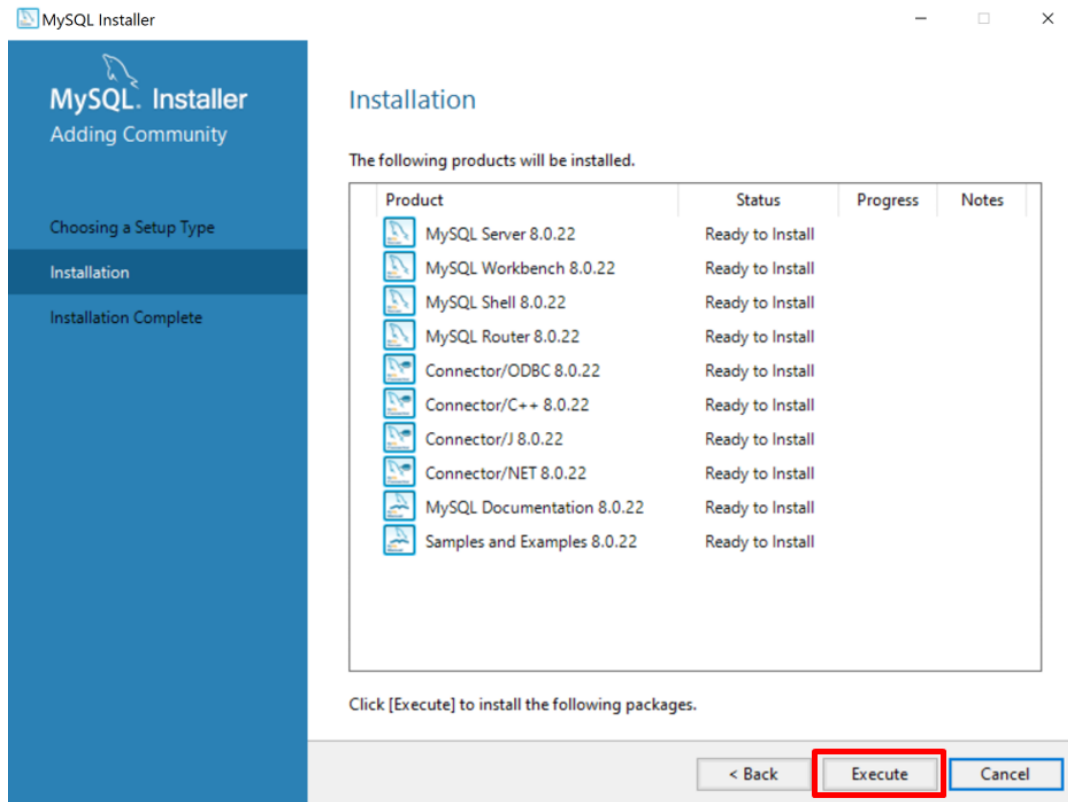 MySQL Installer
MySQL. Installer
Adding Community
Choosing a Setup Type
Installation
Installation Complete
Installation
The following products will be installed.
Product Status Progress Notes
MySQL Server 8.0.22 Ready to Install
MySQL Workbench 8.0.22 Ready to Install
MySQL Shell 8.0.22 Ready to Install
MySQL Router 8.0.22 Ready to Install
Connector/ODBC 8.0.22 Ready to Install
Connector/C++ 8.0.22 Ready to Install
Connector/J 8.0.22 Ready to Install
Connector/NET 8.0.22 Ready to Install
MySQL Documentation 8.0.22 Ready to Install
Samples and Examples 8.0.22 Ready to Install
Click [Execute] to install the following packages.
< Back Execute Cancel